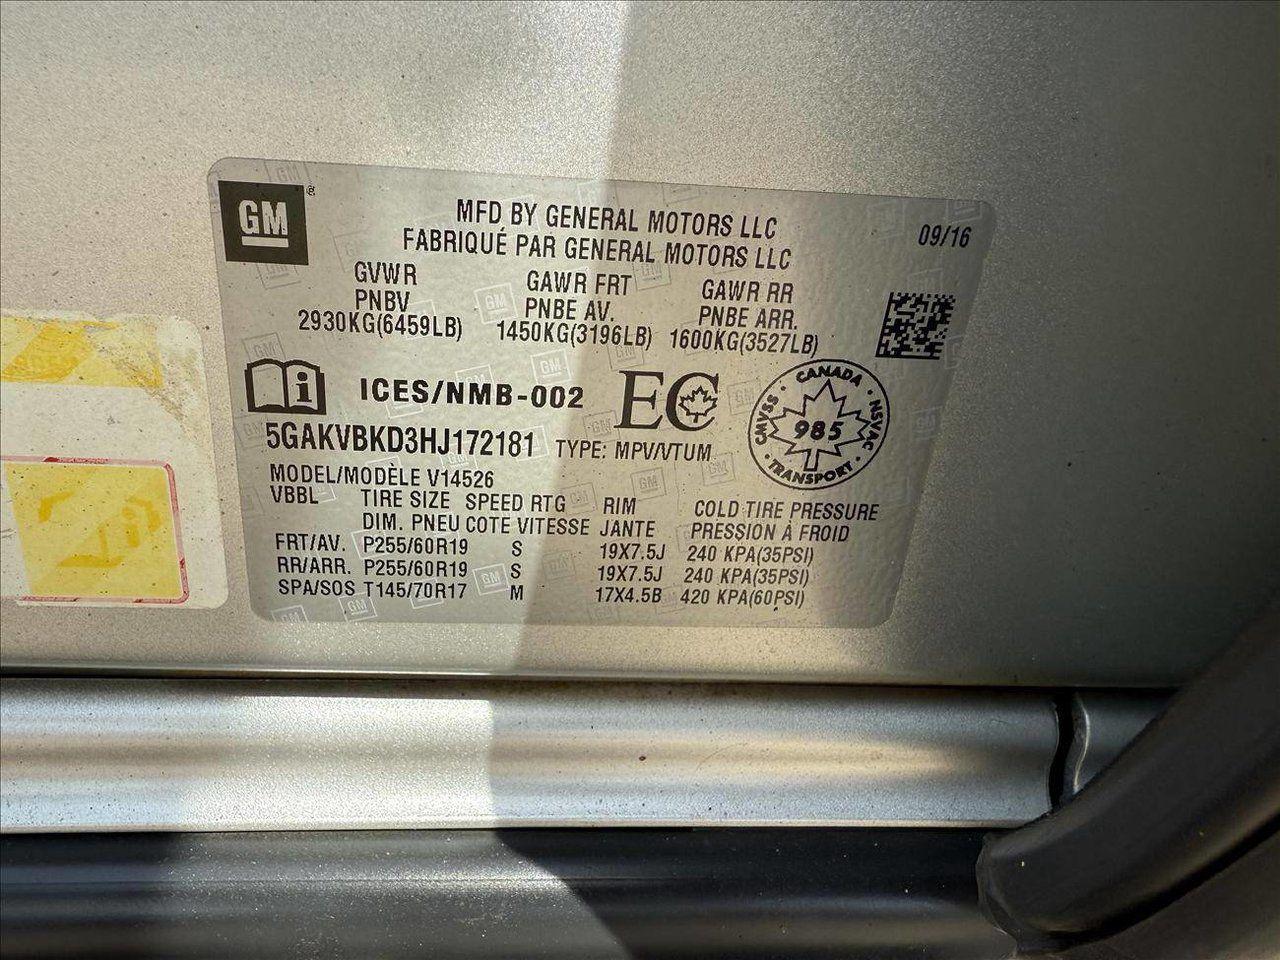 GM
MFD BY GENERAL MOTORS LLC
FABRIQUÉ PAR GENERAL MOTORS LLC
09/16
GVWR
PNBV
2930KG(6459LB)
GAWR FRT
PNBE AV.
1450KG(3196LB)
GAWR RR
PNBE ARR.
1600KG(3527LB)
ICES/NMB-002
EC
CANADA
CMVSS
985
NSVAC
TRANSPORT
5GAKVBKD3HJ172181 TYPE: MPV/VTUM
MODEL/MODÈLE V14526
VBBL TIRE SIZE SPEED RTG RIM COLD TIRE PRESSURE
DIM. PNEU COTE VITESSE JANTE PRESSION À FROID
FRT/AV. P255/60R19 S 19X7.5J 240 KPA(35PSI)
RR/ARR. P255/60R19 S 19X7.5J 240 KPA(35PSI)
SPA/SOS T145/70R17 M 17X4.5B 420 KPA(60PSI)